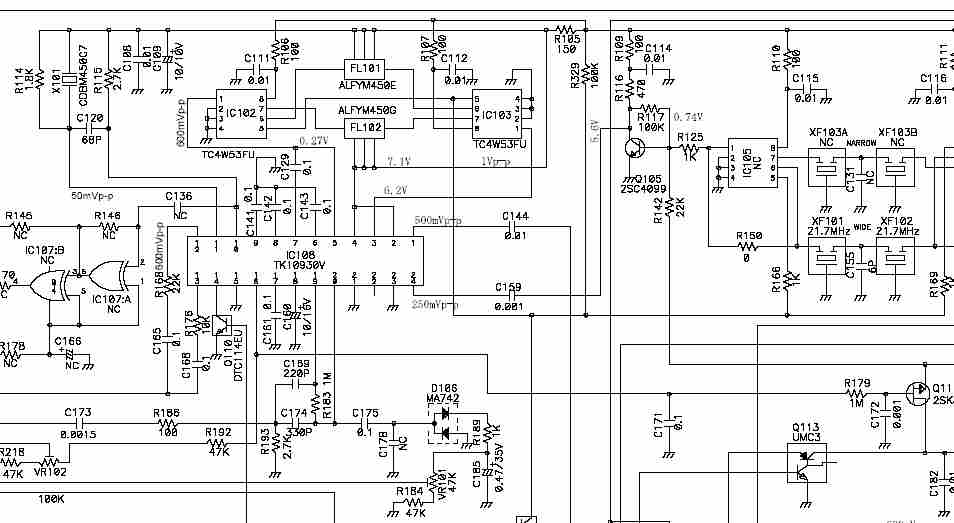 R114
1.8K
X101
CDBM450C7
R115
2.7K
C108
0.01
C109
10/16V
C120
68P
C111
0.01
R106
100
600mVp-p
IC102
TC4W53FU
0.27V
FL101
ALFYM450E
ALFYM450G
FL102
R107
100
C112
0.01
IC103
TC4W53FU
7.1V
1Vp-p
6.2V
R105
150
R329
100K
5.6V
R109
100
C114
0.01
R116
470
R117
100K
0.74V
Q105
2SC4099
R125
1K
R142
22K
R110
100
C115
0.01
IC105
NC
XF103A
NC
NARROW
XF103B
NC
C131
NC
XF101
21.7MHz
WIDE
XF102
21.7MHz
C155
6P
R150
0
R166
1K
R169
R111
C116
0.01
50mVp-p
C136
NC
R145
NC
R146
NC
IC107:B
NC
IC107:A
NC
70
R178
NC
C166
NC
500mVp-p
R168
22K
C165
0.1
R176
10K
C168
0.1
Q110
DTC114EU
C129
0.1
C141
0.1
C142
0.1
C143
0.1
IC108
TK10930V
500mVp-p
C144
0.01
250mVp-p
C159
0.001
C161
0.1
C160
10/16V
C169
220P
R183
1M
C173
0.0015
R186
100
R192
47K
R218
47K
VR102
100K
R193
2.7K
C174
330P
C175
0.1
C178
NC
D106
MA742
R189
1K
C185
0.47/35V
VR101
47K
R184
47K
C171
0.1
R179
1M
C172
0.001
Q11
2SK
Q113
UMC3
C182